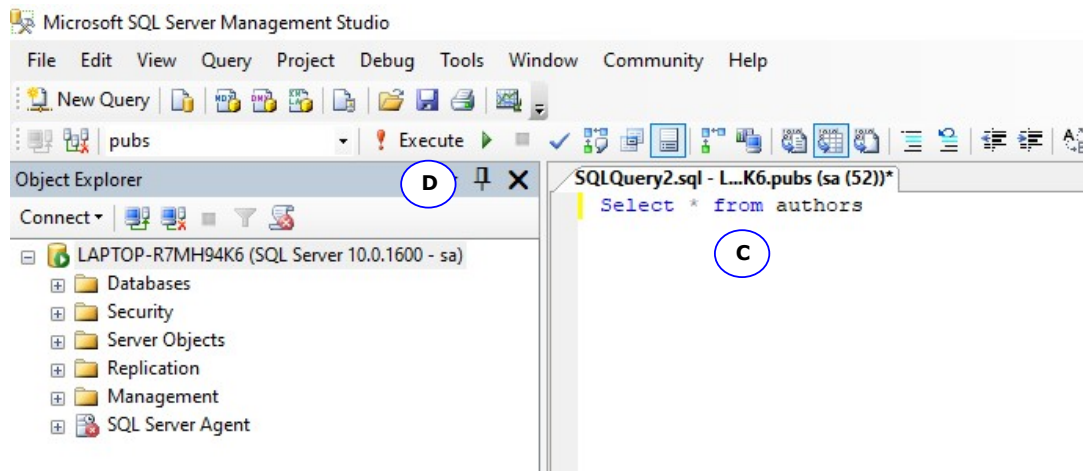 Microsoft SQL Server Management Studio
File Edit View Query Project Debug Tools Window Community Help
New Query
pubs Execute
Object Explorer D
SQLQuery2.sql - L...K6.pubs (sa (52))*
Connect
Select * from authors
C
LAPTOP-R7MH94K6 (SQL Server 10.0.1600 - sa)
Databases
Security
Server Objects
Replication
Management
SQL Server Agent